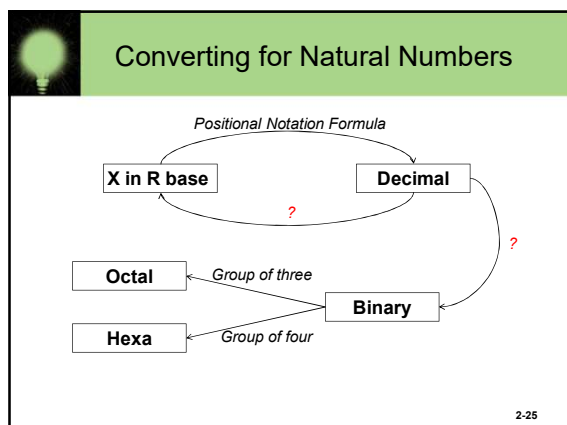 Converting for Natural Numbers
Positional Notation Formula
X in R base
Decimal
?
?
Octal
Group of three
Binary
Hexa
Group of four
2-25